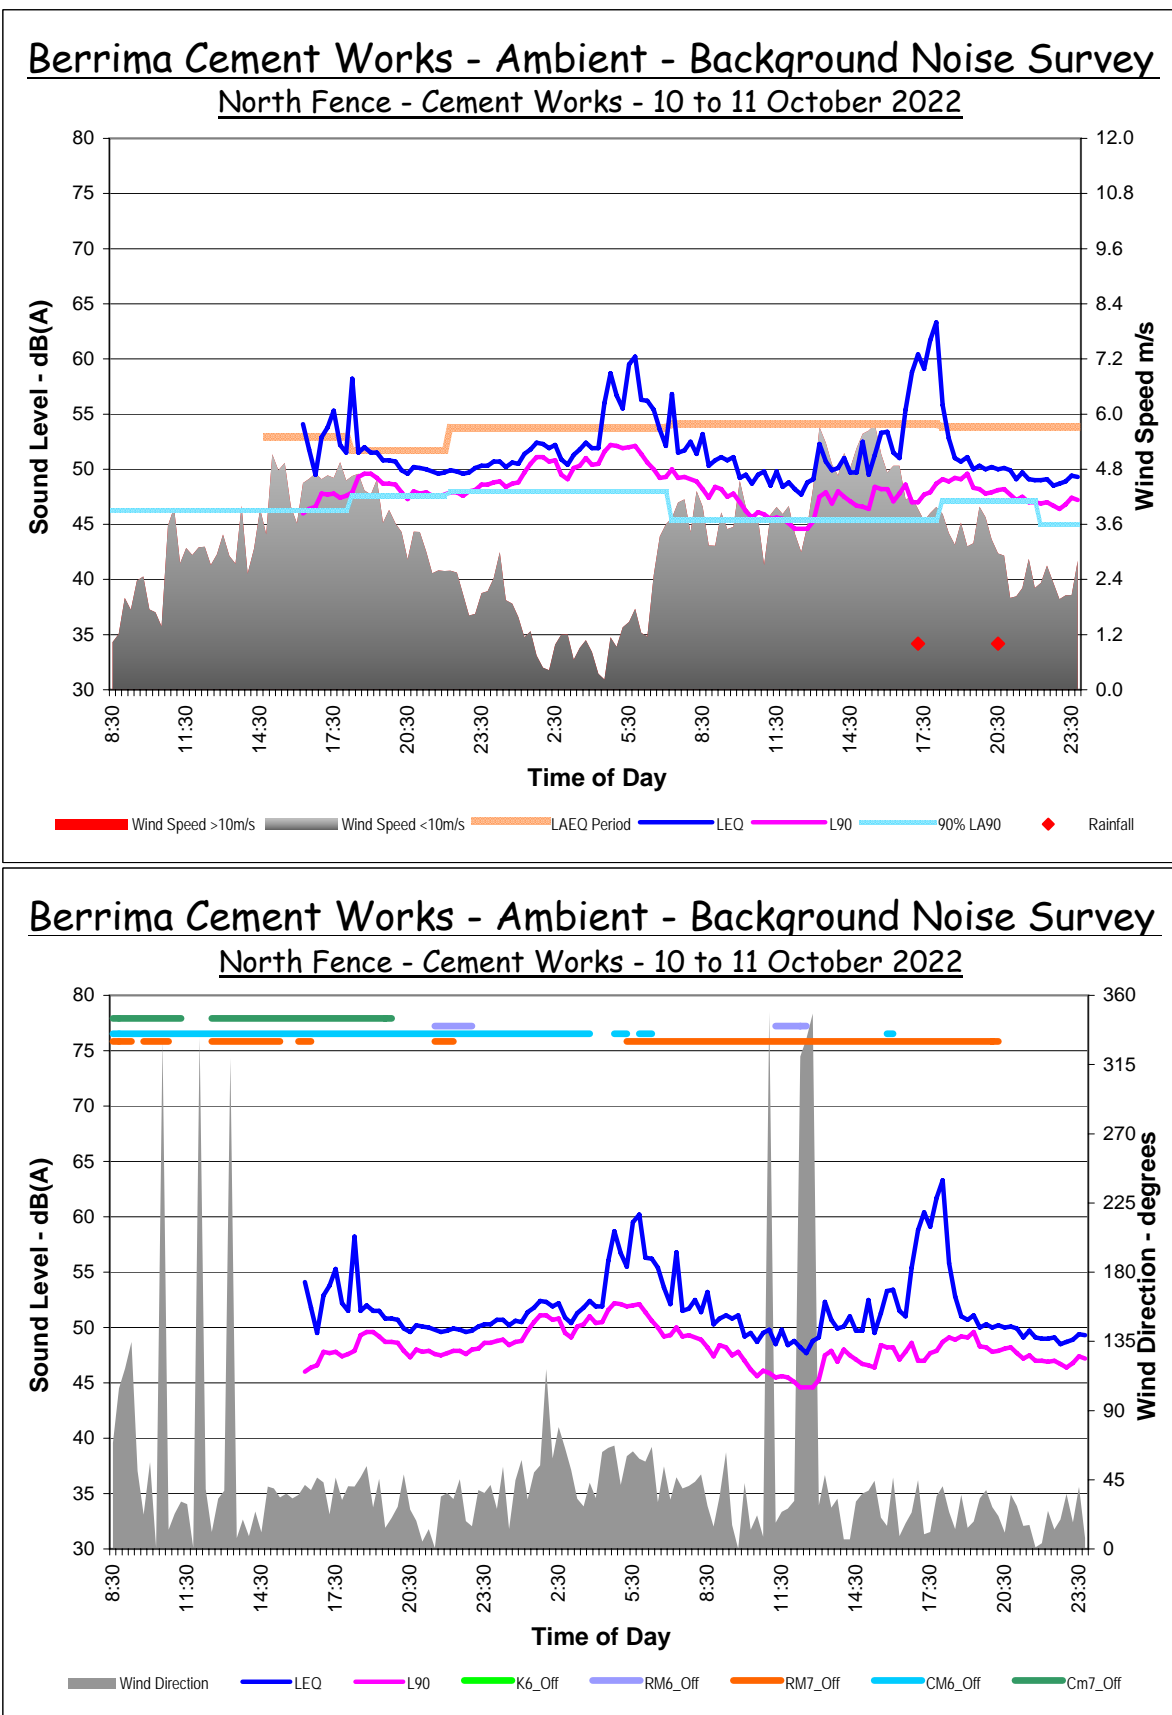 Berrima Cement Works - Ambient - Background Noise Survey
North Fence - Cement Works - 10 to 11 October 2022
80 12.0
75 10.8
70 9.6
65 8.4
60 7.2
55 6.0
50 4.8
45 3.6
40 2.4
35 1.2
30 0.0
Sound Level - dB(A)
Wind Speed m/s
8:30 11:30 14:30 17:30 20:30 23:30 2:30 5:30 8:30 11:30 14:30 17:30 20:30 23:30
Time of Day
Wind Speed >10m/s Wind Speed <10m/s LAEQ Period LEQ L90 90% LA90 Rainfall
Berrima Cement Works - Ambient - Background Noise Survey
North Fence - Cement Works - 10 to 11 October 2022
80 360
75 315
70 270
65 225
60 180
55 135
50 90
45 45
40 0
35
30
Sound Level - dB(A)
Wind Direction - degrees
8:30 11:30 14:30 17:30 20:30 23:30 2:30 5:30 8:30 11:30 14:30 17:30 20:30 23:30
Time of Day
Wind Direction LEQ L90 K6_Off RM6_Off RM7_Off CM6_Off Cm7_Off